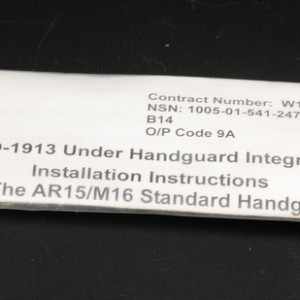 Contract Number: W1
NSN: 1005-01-541-247
B14
O/P Code 9A
-1913 Under Handguard Integr
Installation Instructions
The AR15/M16 Standard Handg